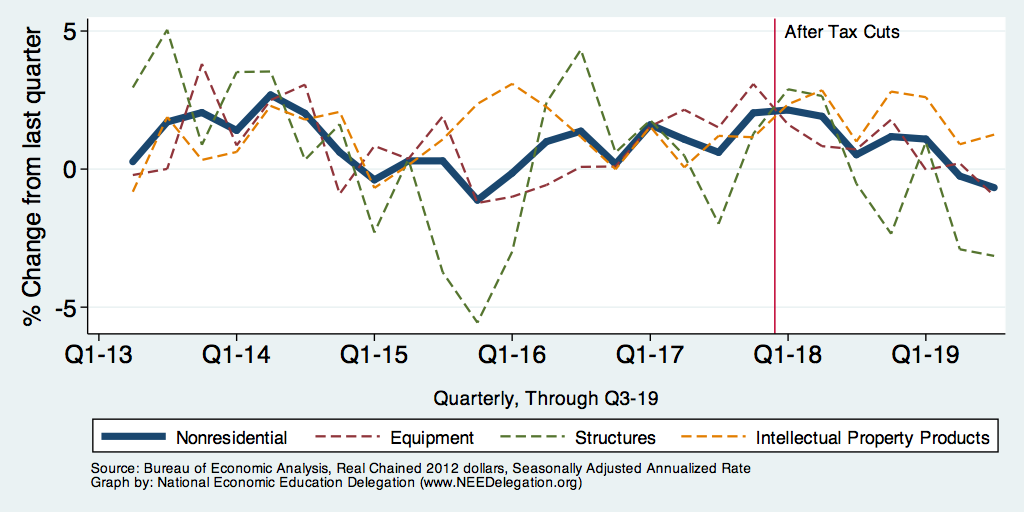 % Change from last quarter
After Tax Cuts
5
0
-5
Q1-13 Q1-14 Q1-15 Q1-16 Q1-17 Q1-18 Q1-19
Quarterly, Through Q3-19
Nonresidential Equipment Structures Intellectual Property Products
Source: Bureau of Economic Analysis, Real Chained 2012 dollars, Seasonally Adjusted Annualized Rate
Graph by: National Economic Education Delegation (www.NEEDelegation.org)